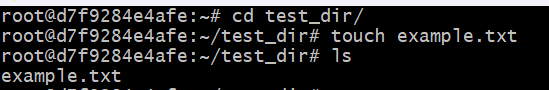 root@d7f9284e4afe:~# cd test_dir/
root@d7f9284e4afe:~/test_dir# touch example.txt
root@d7f9284e4afe:~/test_dir# ls
example.txt